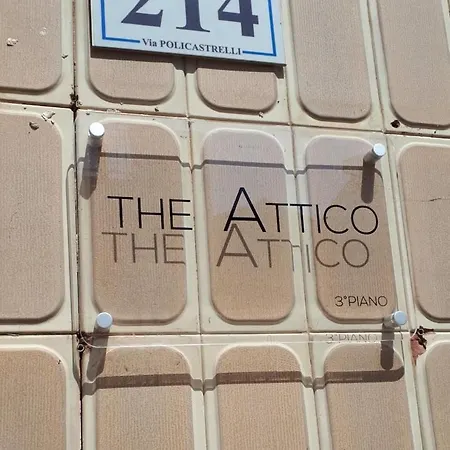 214
Via POLICASTRELLI
THE ATTICO
3°PIANO